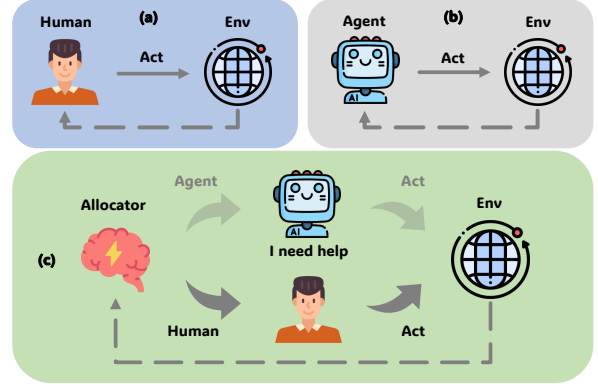 Human (a) Env
Act
Agent (b) Env
Act
AI
Agent Act
Allocator Env
AI
I need help
(c)
Human Act